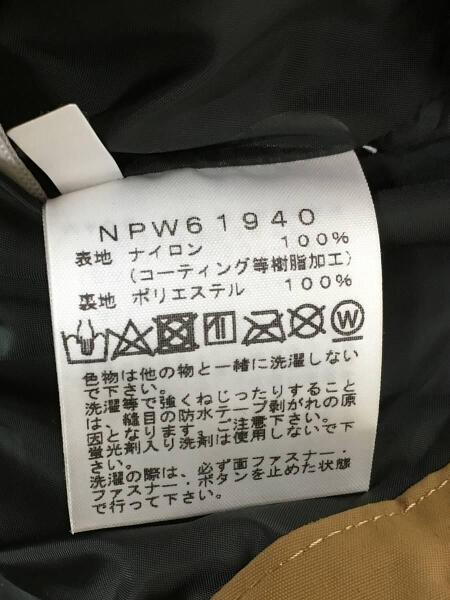 NPW61940
表地 ナイロン 100%
(コーティング等樹脂加工)
裏地 ポリエステル 100%
W
色物は他の物と一緒に洗濯しない
で下さい。
洗濯等で強くねじったりすること
は、縫目の防水テープ剥がれの原
因となります。ご注意下さい。
蛍光剤入り洗剤は使用しないで下
さい。
洗濯の際は、必ず面ファスナー・
ファスナー・ボタンを止めた状態
で行って下さい。